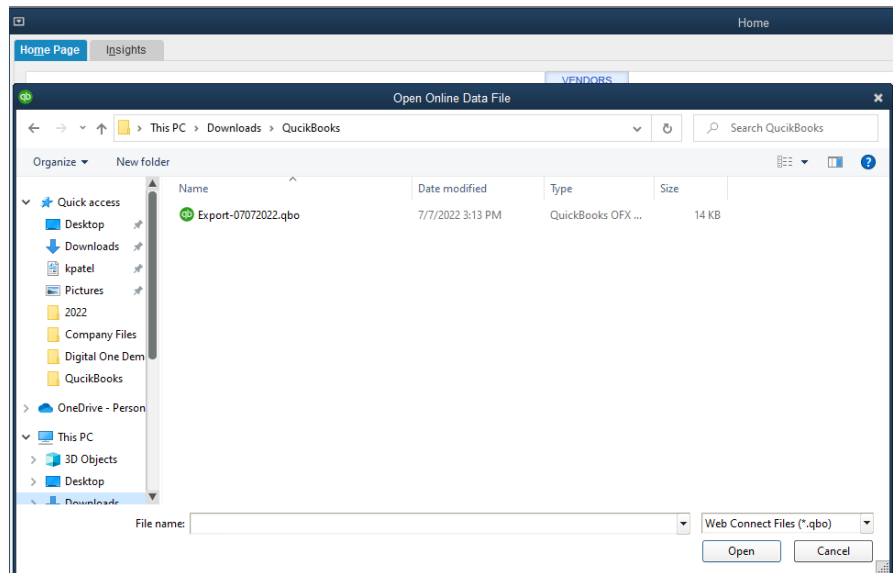 Home
Home Page Insights
VENDORS
qb Open Online Data File
This PC > Downloads > QucikBooks Search QucikBooks
Organize New folder
Name Date modified Type Size
qb Export-07072022.qbo 7/7/2022 3:13 PM QuickBooks OFX ... 14 KB
Quick access
Desktop
Downloads
kpatel
Pictures
2022
Company Files
Digital One Dem
QucikBooks
OneDrive - Person
This PC
3D Objects
Desktop
Downloads
File name: Web Connect Files (*.qbo)
Open Cancel